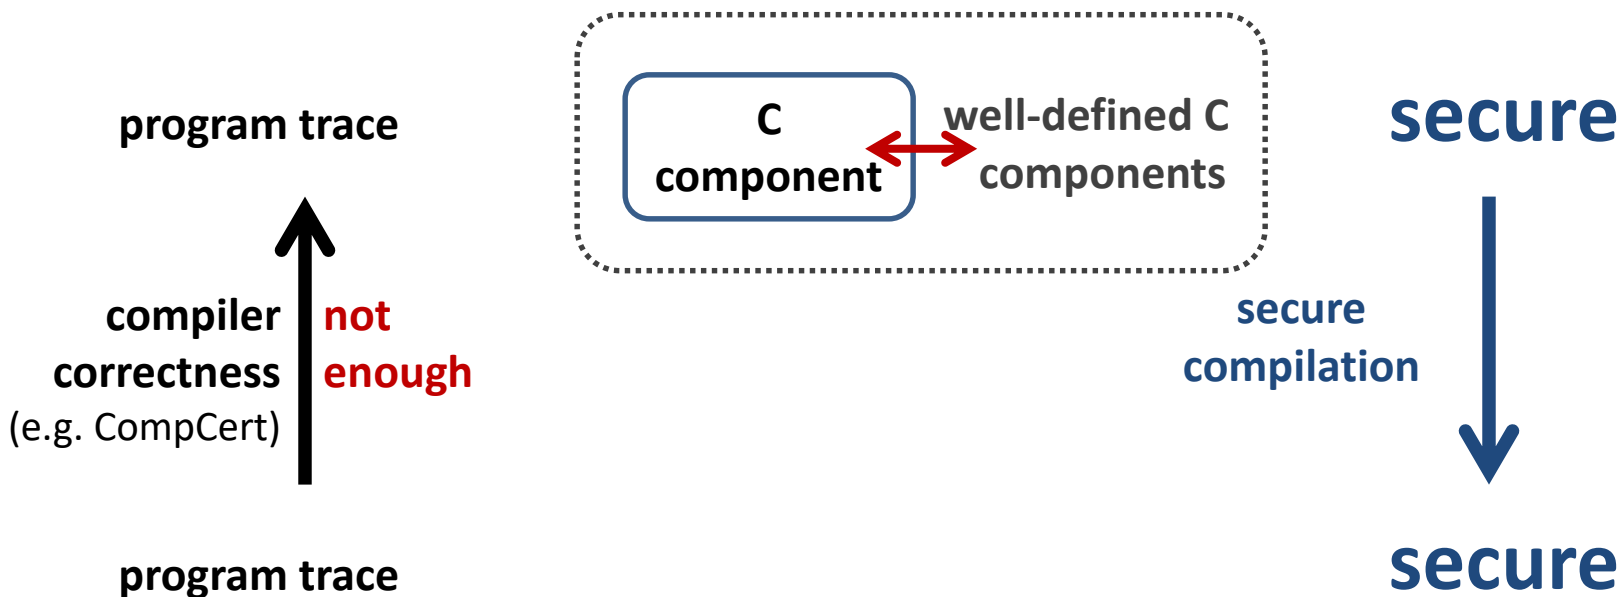 program trace
C
component
well-defined C
components
secure
compiler
correctness
(e.g. CompCert)
not
enough
secure
compilation
program trace
secure